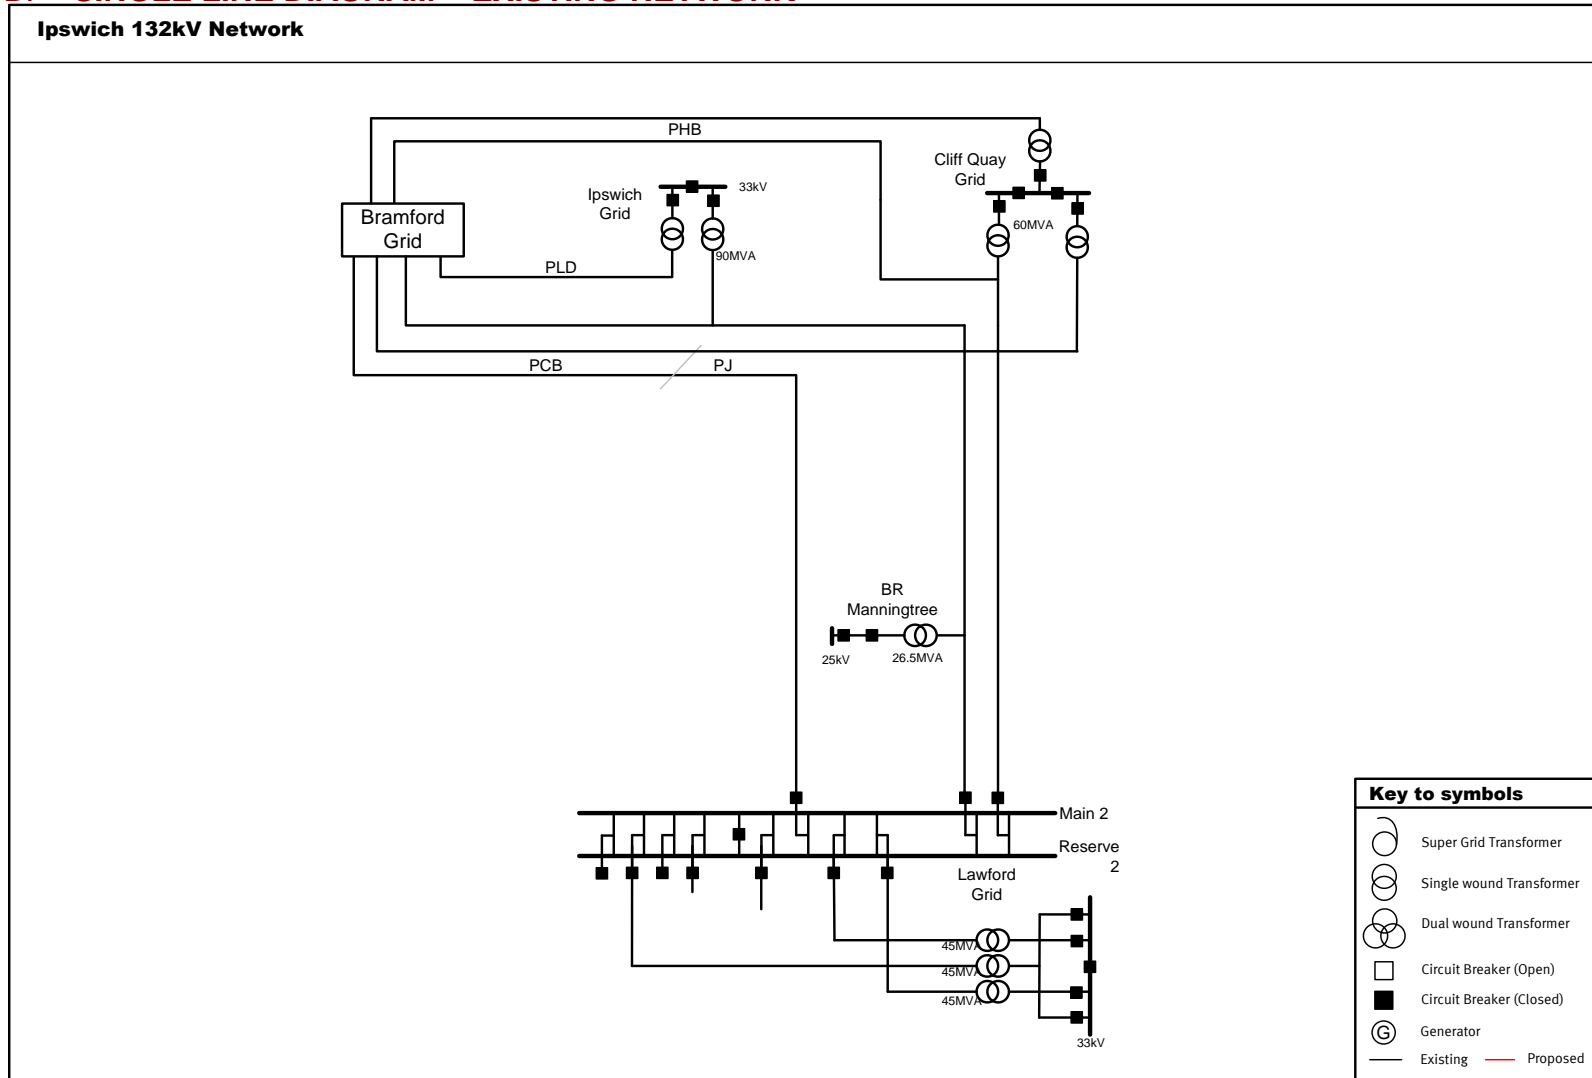 Ipswich 132kV Network
PHB
Cliff Quay
Grid
Ipswich
Grid
33kV
Bramford
Grid
60MVA
90MVA
PLD
PCB
PJ
BR
Manningtree
25kV
26.5MVA
Main 2
Reserve
2
Lawford
Grid
45MVA
45MVA
45MVA
33kV
Key to symbols
Super Grid Transformer
Single wound Transformer
Dual wound Transformer
Circuit Breaker (Open)
Circuit Breaker (Closed)
G
Generator
Existing
Proposed